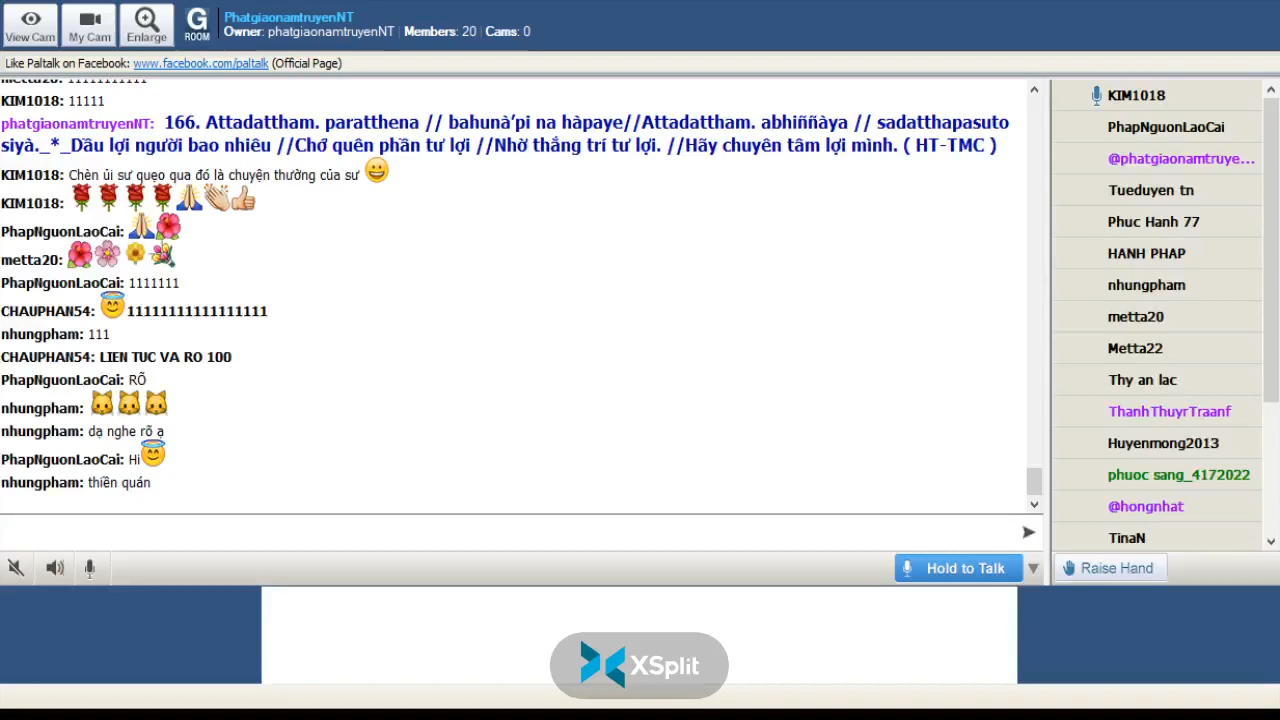 View Cam
My Cam
Enlarge
G
ROOM
PhatgiaonamtruyenNT
Owner: phatgiaonamtruyenNT | Members: 20 | Cams: 0
Like Paltalk on Facebook: www.facebook.com/paltalk (Official Page)
metta20: 11111111111
KIM1018: 11111
phatgiaonamtruyenNT: 166. Attadattham. paratthena // bahunà’pi na hàpaye//Attadattham. abhiññàya // sadatthapasuto
siyà._*_Dầu lợi người bao nhiêu //Chớ quên phần tư lợi //Nhờ thắng trí tư lợi. //Hãy chuyên tâm lợi mình. ( HT-TMC )
KIM1018: Chèn ủi sư quẹo qua đó là chuyện thường của sư 😀
KIM1018: 🌹🌹🌹🌹🙏👏👍
PhapNguonLaoCai: 🙏🌺
metta20: 🌺🌸🌼💐
PhapNguonLaoCai: 1111111
CHAUPHAN54: 😇11111111111111111
nhungpham: 111
CHAUPHAN54: LIEN TUC VA RO 100
PhapNguonLaoCai: RÕ
nhungpham: 🐱🐱🐱
nhungpham: dạ nghe rõ ạ
PhapNguonLaoCai: Hi😇
nhungpham: thiền quán
KIM1018
PhapNguonLaoCai
@phatgiaonamtruye...
Tueduyen tn
Phuc Hanh 77
HANH PHAP
nhungpham
metta20
Metta22
Thy an lac
ThanhThuyrTraanf
Huyenmong2013
phuoc sang_4172022
@hongnhat
TinaN
Hold to Talk
Raise Hand
XSplit